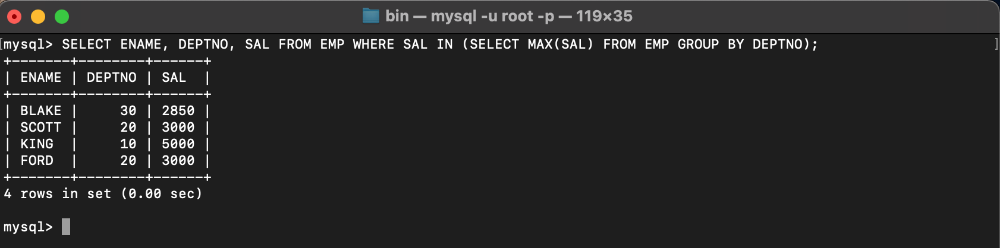 bin — mysql -u root -p — 119×35
[mysql> SELECT ENAME, DEPTNO, SAL FROM EMP WHERE SAL IN (SELECT MAX(SAL) FROM EMP GROUP BY DEPTNO); ]
+-------+--------+------+
| ENAME | DEPTNO | SAL  |
+-------+--------+------+
| BLAKE |     30 | 2850 |
| SCOTT |     20 | 3000 |
| KING  |     10 | 5000 |
| FORD  |     20 | 3000 |
+-------+--------+------+
4 rows in set (0.00 sec)
mysql>